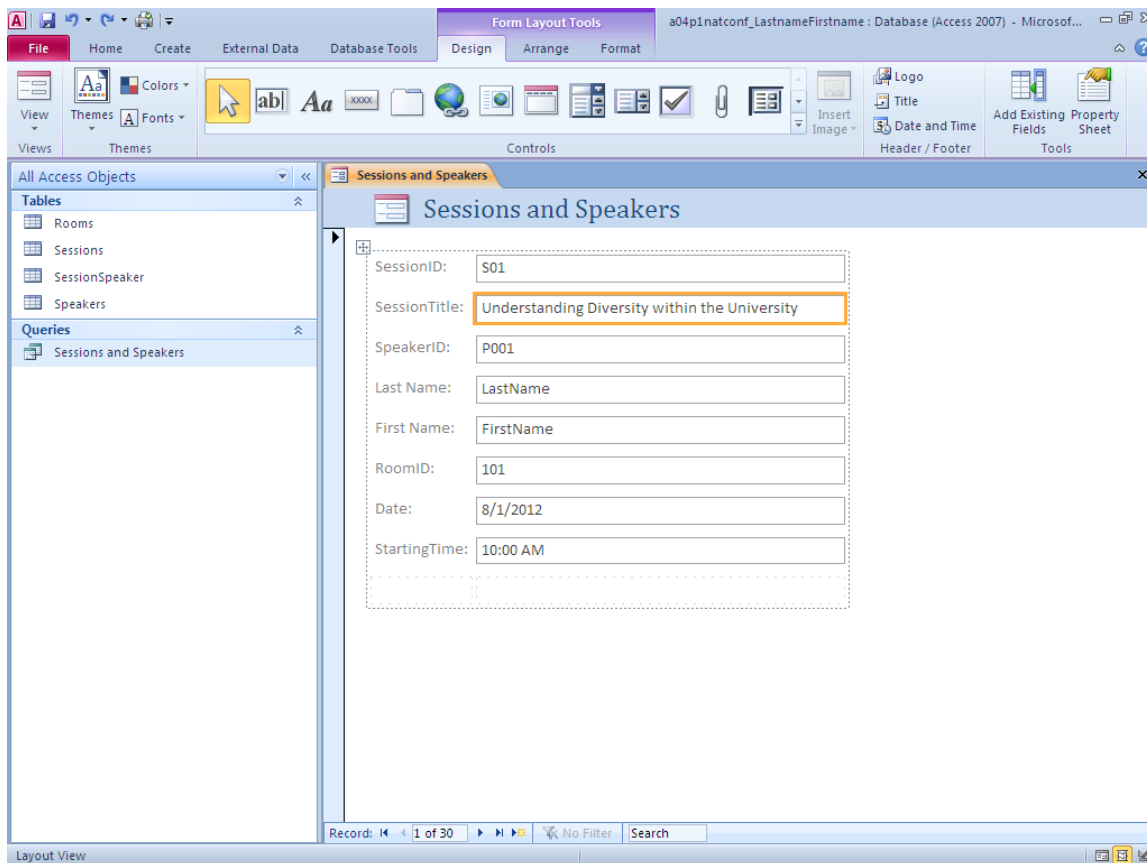 Form Layout Tools
a04p1natconf_LastnameFirstname : Database (Access 2007) - Microsof...
File Home Create External Data Database Tools Design Arrange Format
View
Views
Aa
Themes
Colors
Fonts
Themes
ab|
Aa
xxxx
Insert
Image
Controls
Logo
Title
Date and Time
Header / Footer
Add Existing
Fields
Property
Sheet
Tools
All Access Objects
Tables
Rooms
Sessions
SessionSpeaker
Speakers
Queries
Sessions and Speakers
Sessions and Speakers
Sessions and Speakers
SessionID: S01
SessionTitle: Understanding Diversity within the University
SpeakerID: P001
Last Name: LastName
First Name: FirstName
RoomID: 101
Date: 8/1/2012
StartingTime: 10:00 AM
Record: 1 of 30 No Filter Search
Layout View